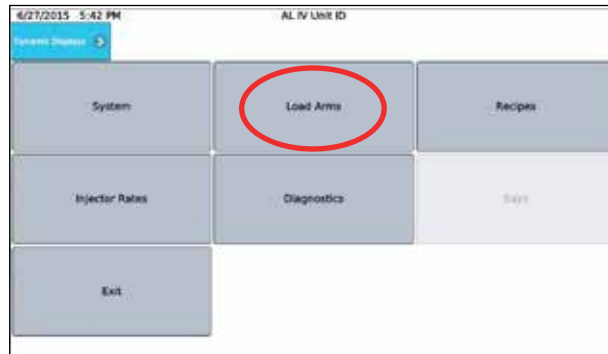 6/27/2015 5:42 PM AL IV Unit ID
Dynamic Displays
System Load Arms Recipes
Injector Rates Diagnostics Bays
Exit